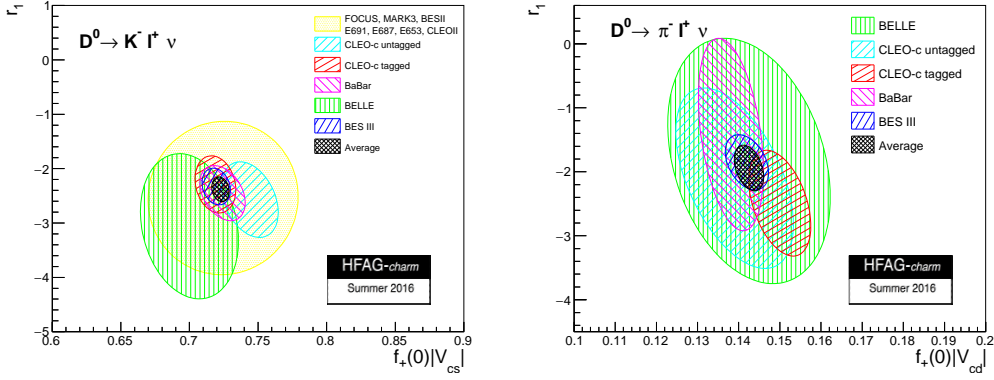 r₁
D⁰→ K⁻ l⁺ ν
FOCUS, MARK3, BESII
E691, E687, E653, CLEOII
CLEO-c untagged
CLEO-c tagged
BaBar
BELLE
BES III
Average
1
0
−1
−2
−3
−4
−5
HFAG-charm
Summer 2016
0.6 0.65 0.7 0.75 0.8 0.85 0.9
f₊(0)|V_cs|
r₁
D⁰→ π⁻ l⁺ ν
BELLE
CLEO-c untagged
CLEO-c tagged
BaBar
BES III
Average
0
−1
−2
−3
−4
HFAG-charm
Summer 2016
0.1 0.11 0.12 0.13 0.14 0.15 0.16 0.17 0.18 0.19 0.2
f₊(0)|V_cd|